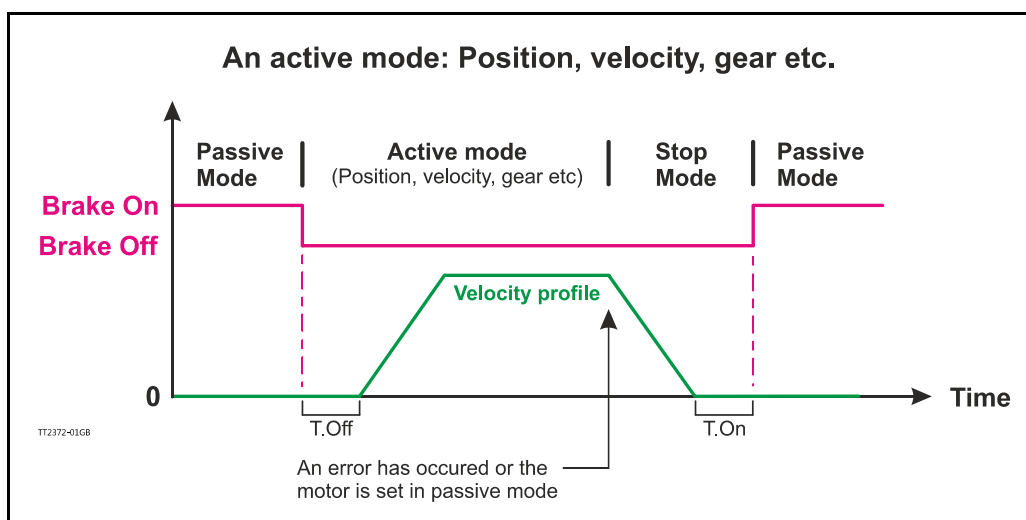 An active mode: Position, velocity, gear etc.
Passive Mode
Active mode
(Position, velocity, gear etc)
Stop Mode
Passive Mode
Brake On
Brake Off
Velocity profile
0
Time
T.Off
T.On
TT2372-01GB
An error has occured or the
motor is set in passive mode